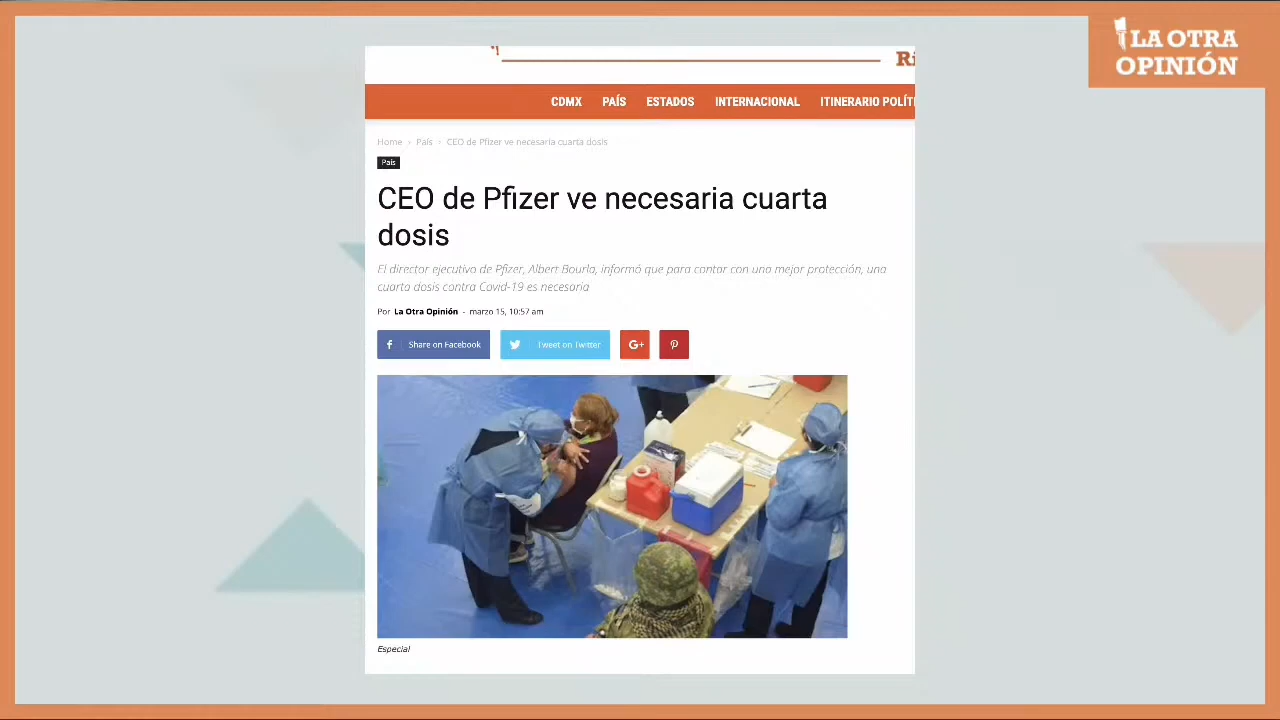 LA OTRA
OPINIÓN
CDMX PAÍS ESTADOS INTERNACIONAL ITINERARIO
Home › País › CEO de Pfizer ve necesaria cuarta dosis
País
CEO de Pfizer ve necesaria cuarta
dosis
El director ejecutivo de Pfizer, Albert Bourla, informó que para contar con una mejor protección, una
cuarta dosis contra Covid-19 es necesaria
Por La Otra Opinión - marzo 15, 10:57 am
Share on Facebook Tweet on Twitter G+
Especial